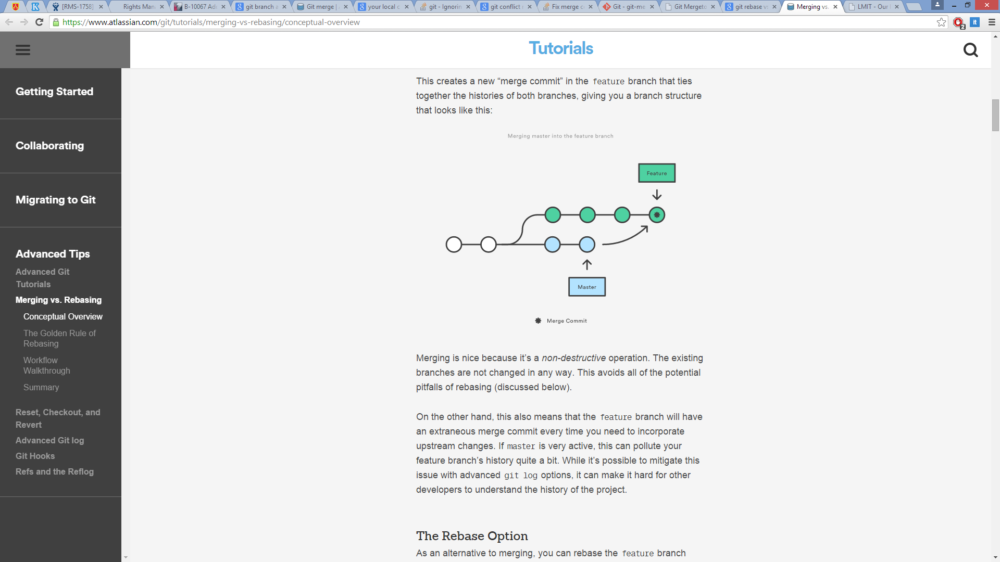 [RMS-1758]
Rights Man
B-10067 Ad
git branch a
Git merge |
your local c
git - Ignorin
git conflict
Fix merge c
Git - git-me
Git Mergeto
git rebase v
Merging vs.
LMIT - Our
https://www.atlassian.com/git/tutorials/merging-vs-rebasing/conceptual-overview
2
it
Tutorials
Getting Started
Collaborating
Migrating to Git
Advanced Tips
Advanced Git
Tutorials
Merging vs. Rebasing
Conceptual Overview
The Golden Rule of
Rebasing
Workflow
Walkthrough
Summary
Reset, Checkout, and
Revert
Advanced Git log
Git Hooks
Refs and the Reflog
This creates a new “merge commit” in the feature branch that ties
together the histories of both branches, giving you a branch structure
that looks like this:
Merging master into the feature branch
Feature
Master
Merge Commit
Merging is nice because it’s a non-destructive operation. The existing
branches are not changed in any way. This avoids all of the potential
pitfalls of rebasing (discussed below).
On the other hand, this also means that the feature branch will have
an extraneous merge commit every time you need to incorporate
upstream changes. If master is very active, this can pollute your
feature branch’s history quite a bit. While it’s possible to mitigate this
issue with advanced git log options, it can make it hard for other
developers to understand the history of the project.
The Rebase Option
As an alternative to merging, you can rebase the feature branch